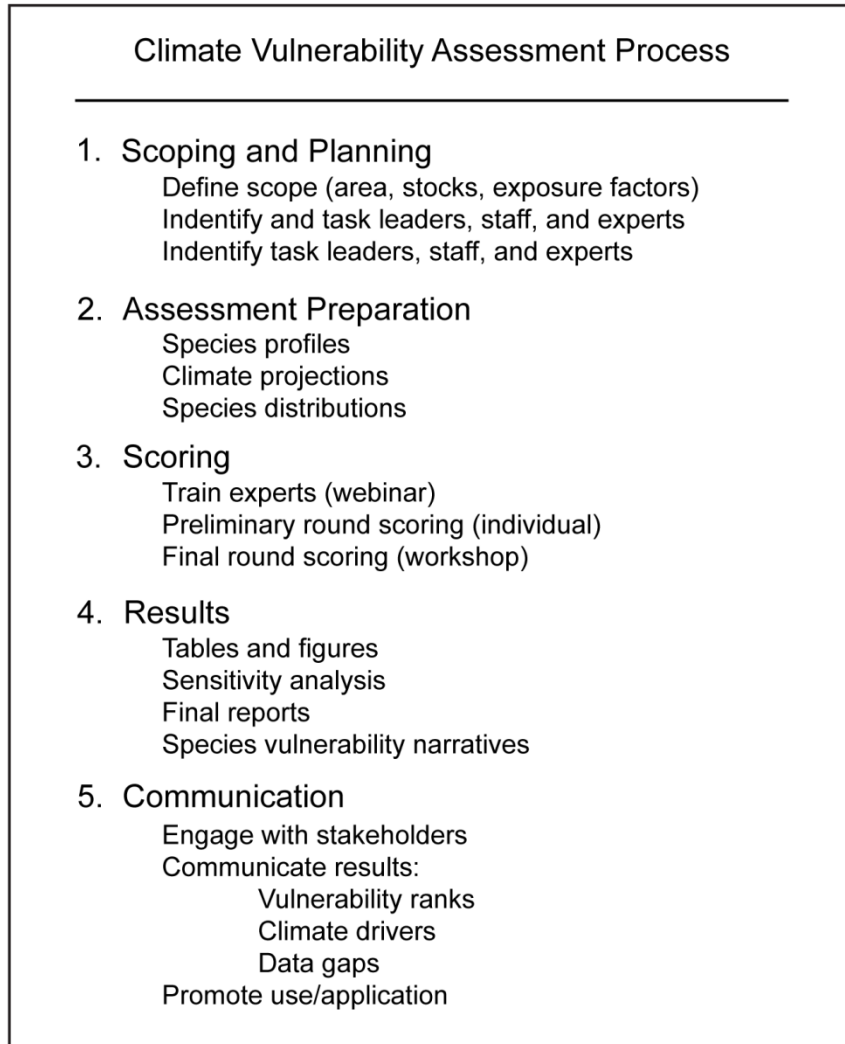 Climate Vulnerability Assessment Process
1. Scoping and Planning
Define scope (area, stocks, exposure factors)
Indentify and task leaders, staff, and experts
Indentify task leaders, staff, and experts
2. Assessment Preparation
Species profiles
Climate projections
Species distributions
3. Scoring
Train experts (webinar)
Preliminary round scoring (individual)
Final round scoring (workshop)
4. Results
Tables and figures
Sensitivity analysis
Final reports
Species vulnerability narratives
5. Communication
Engage with stakeholders
Communicate results:
Vulnerability ranks
Climate drivers
Data gaps
Promote use/application